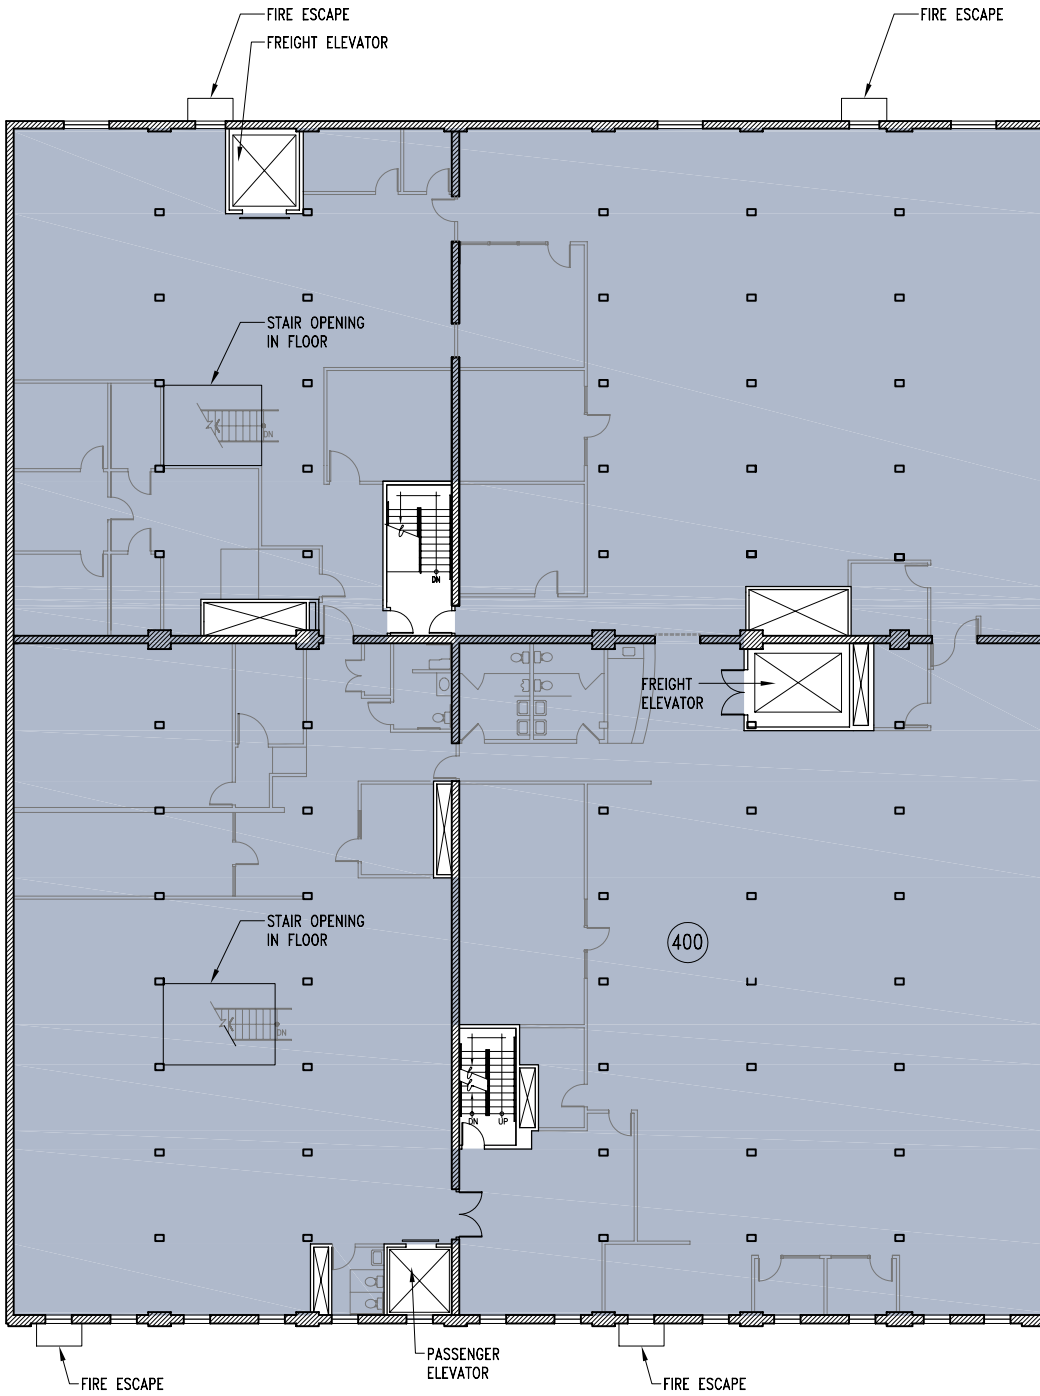 FIRE ESCAPE
FIRE ESCAPE
FREIGHT ELEVATOR
STAIR OPENING
IN FLOOR
DN
DN
FREIGHT
ELEVATOR
STAIR OPENING
IN FLOOR
400
DN
DN
UP
PASSENGER
ELEVATOR
FIRE ESCAPE
FIRE ESCAPE